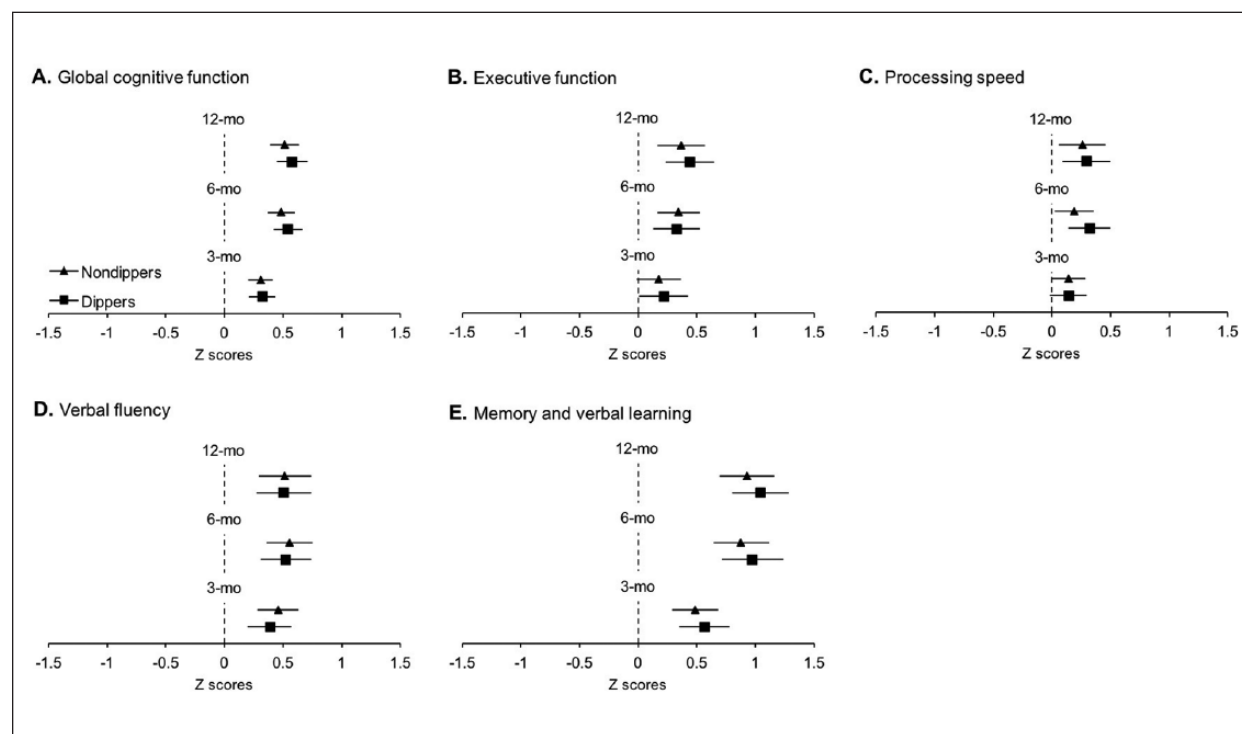 A. Global cognitive function
12-mo
6-mo
3-mo
Nondippers
Dippers
-1.5 -1 -0.5 0 0.5 1 1.5
Z scores
B. Executive function
12-mo
6-mo
3-mo
-1.5 -1 -0.5 0 0.5 1 1.5
Z scores
C. Processing speed
12-mo
6-mo
3-mo
-1.5 -1 -0.5 0 0.5 1 1.5
Z scores
D. Verbal fluency
12-mo
6-mo
3-mo
-1.5 -1 -0.5 0 0.5 1 1.5
Z scores
E. Memory and verbal learning
12-mo
6-mo
3-mo
-1.5 -1 -0.5 0 0.5 1 1.5
Z scores